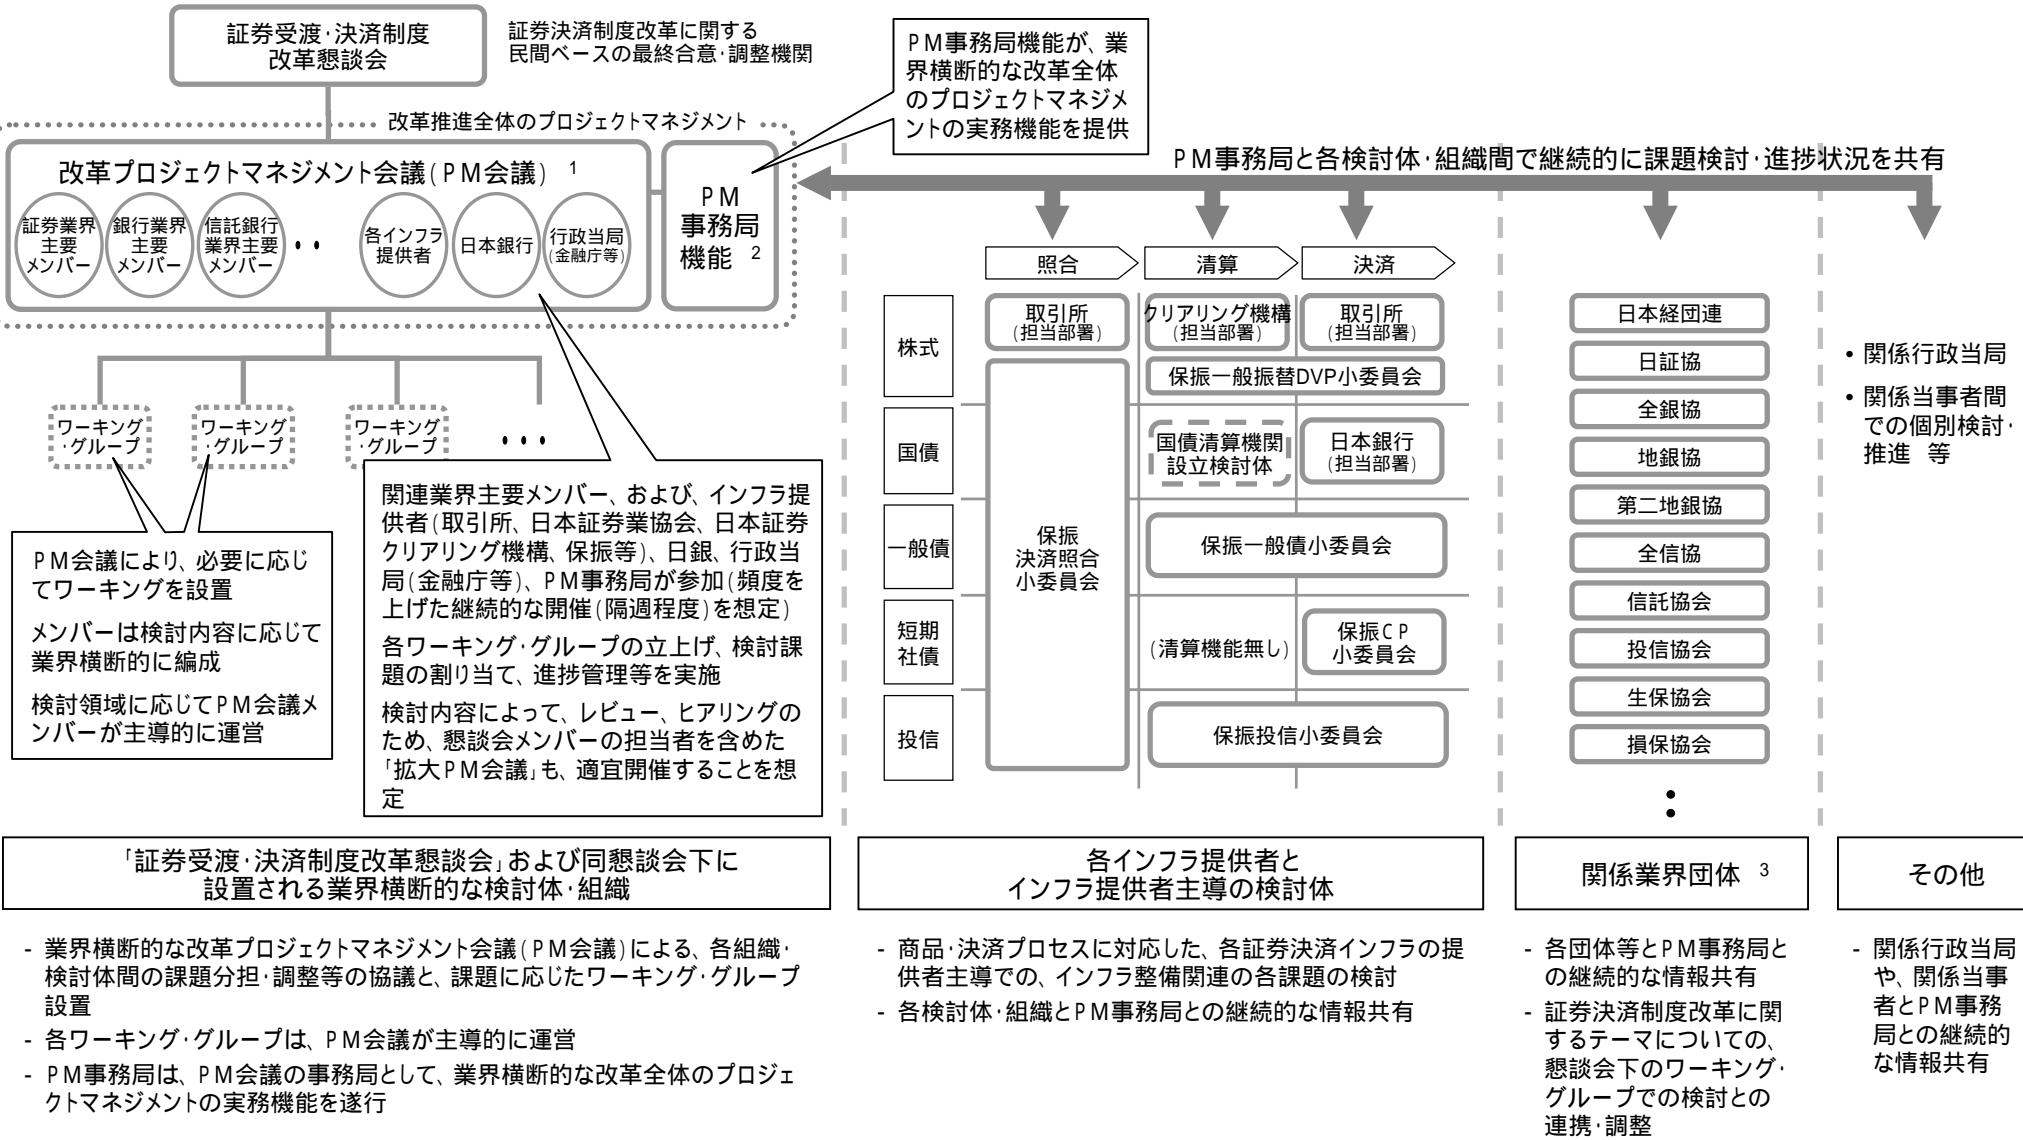 証券受渡・決済制度
改革懇談会
証券決済制度改革に関する
民間ベースの最終合意・調整機関
改革推進全体のプロジェクトマネジメント
改革プロジェクトマネジメント会議(PM会議) 1
証券業界
主要
メンバー
銀行業界
主要
メンバー
信託銀行
業界主要
メンバー
・・
各インフラ
提供者
日本銀行
行政当局
(金融庁等)
PM
事務局
機能 2
PM事務局機能が、業
界横断的な改革全体
のプロジェクトマネジメ
ントの実務機能を提供
ワーキング
・グループ
ワーキング
・グループ
ワーキング
・グループ
・・・
PM会議により、必要に応じ
てワーキングを設置
メンバーは検討内容に応じて
業界横断的に編成
検討領域に応じてPM会議メ
ンバーが主導的に運営
関連業界主要メンバー、および、インフラ提
供者(取引所、日本証券業協会、日本証券
クリアリング機構、保振等)、日銀、行政当
局(金融庁等)、PM事務局が参加(頻度を
上げた継続的な開催(隔週程度)を想定)
各ワーキング・グループの立上げ、検討課
題の割り当て、進捗管理等を実施
検討内容によって、レビュー、ヒアリングの
ため、懇談会メンバーの担当者を含めた
「拡大PM会議」も、適宜開催することを想
定
PM事務局と各検討体・組織間で継続的に課題検討・進捗状況を共有
照合
清算
決済
株式
取引所
(担当部署)
クリアリング機構
(担当部署)
取引所
(担当部署)
保振一般振替DVP小委員会
国債
国債清算機関
設立検討体
日本銀行
(担当部署)
保振
決済照合
小委員会
一般債
保振一般債小委員会
短期
社債
(清算機能無し)
保振CP
小委員会
投信
保振投信小委員会
日本経団連
日証協
全銀協
地銀協
第二地銀協
全信協
信託協会
投信協会
生保協会
損保協会
・関係行政当局
・関係当事者間
での個別検討・
推進 等
「証券受渡・決済制度改革懇談会」および同懇談会下に
設置される業界横断的な検討体・組織
- 業界横断的な改革プロジェクトマネジメント会議(PM会議)による、各組織・
検討体間の課題分担・調整等の協議と、課題に応じたワーキング・グループ
設置
- 各ワーキング・グループは、PM会議が主導的に運営
- PM事務局は、PM会議の事務局として、業界横断的な改革全体のプロジェ
クトマネジメントの実務機能を遂行
各インフラ提供者と
インフラ提供者主導の検討体
- 商品・決済プロセスに対応した、各証券決済インフラの提
供者主導での、インフラ整備関連の各課題の検討
- 各検討体・組織とPM事務局との継続的な情報共有
関係業界団体 3
- 各団体等とPM事務局と
の継続的な情報共有
- 証券決済制度改革に関
するテーマについての、
懇談会下のワーキング・
グループでの検討との
連携・調整
その他
- 関係行政当局
や、関係当事
者とPM事務
局との継続的
な情報共有